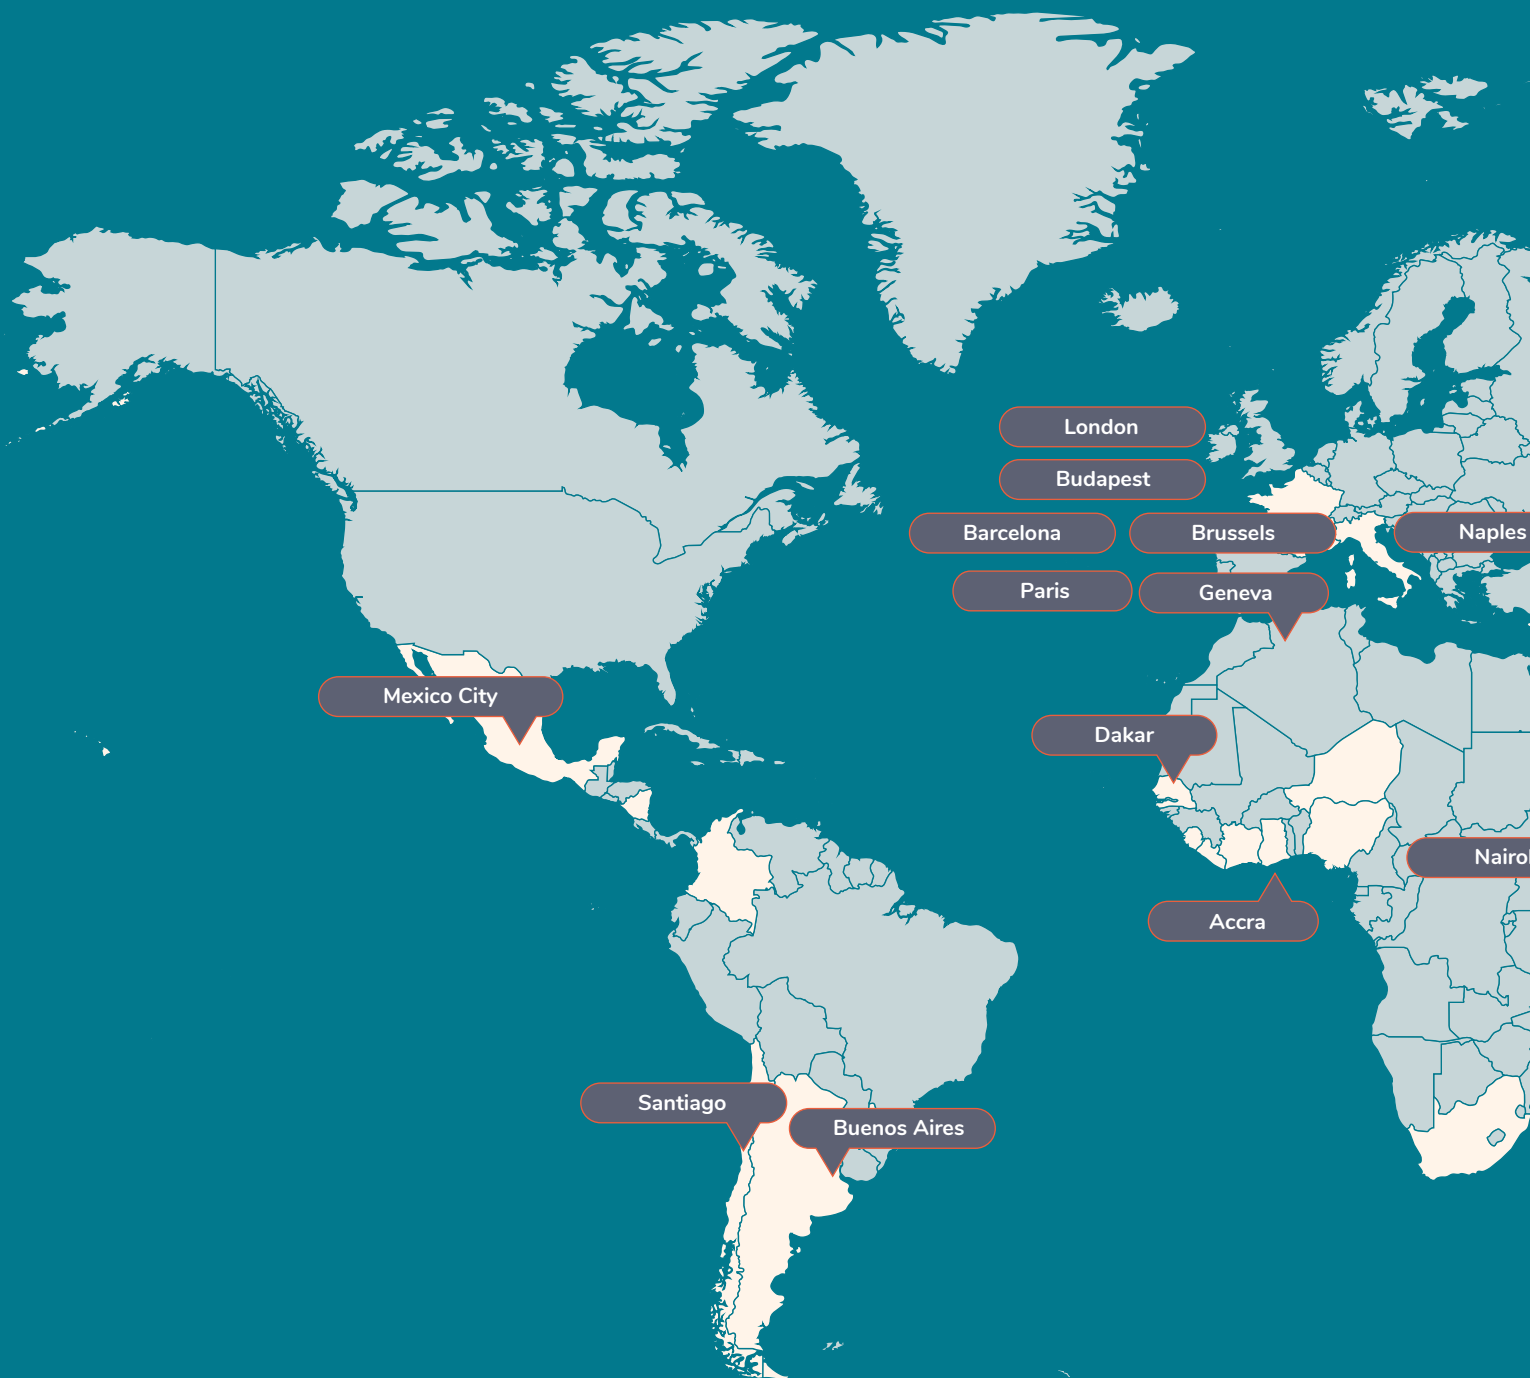 London
Budapest
Barcelona
Brussels
Naples
Paris
Geneva
Mexico City
Dakar
Accra
Santiago
Buenos Aires